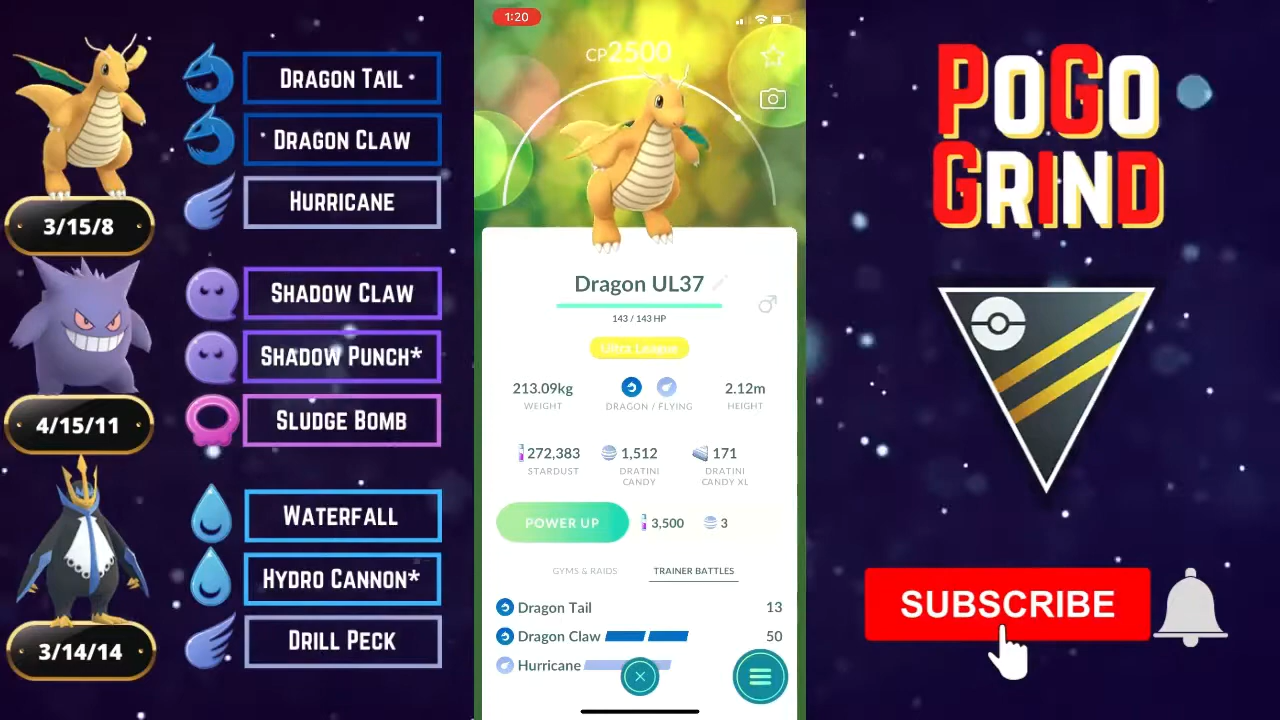 DRAGON TAIL
DRAGON CLAW
HURRICANE
3/15/8
SHADOW CLAW
SHADOW PUNCH*
SLUDGE BOMB
4/15/11
WATERFALL
HYDRO CANNON*
DRILL PECK
3/14/14
1:20
CP2500
Dragon UL37
143 / 143 HP
Ultra League
213.09kg
WEIGHT
DRAGON / FLYING
2.12m
HEIGHT
272,383
STARDUST
1,512
DRATINI
CANDY
171
DRATINI
CANDY XL
POWER UP
3,500
3
GYMS & RAIDS
TRAINER BATTLES
Dragon Tail 13
Dragon Claw 50
Hurricane
POGO
GRIND
SUBSCRIBE